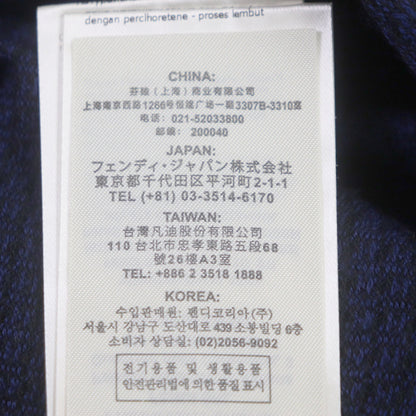 dengan perclhoretene - proses lembut
CHINA:
芬迪（上海）商业有限公司
上海南京西路1266号恒隆广场一期3307B-3310室
电话： 021-52033800
邮编： 200040
JAPAN:
フェンディ・ジャパン株式会社
東京都千代田区平河町2-1-1
TEL (+81) 03-3514-6170
TAIWAN:
台灣凡迪股份有限公司
110 台北市忠孝東路五段68
號26樓A3室
TEL: +886 2 3518 1888
KOREA:
수입판매원: 펜디코리아(주)
서울시 강남구 도산대로 439 소봉빌딩 6층
소비자 상담실: (02)2056-9092
전기용품 및 생활용품
안전관리법에 의한 품질 표시